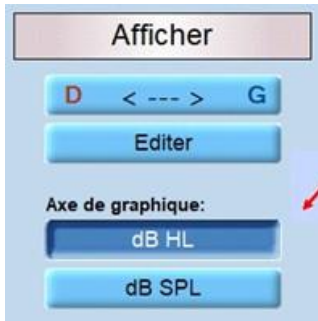 Afficher
D < --- > G
Editer
Axe de graphique:
dB HL
dB SPL